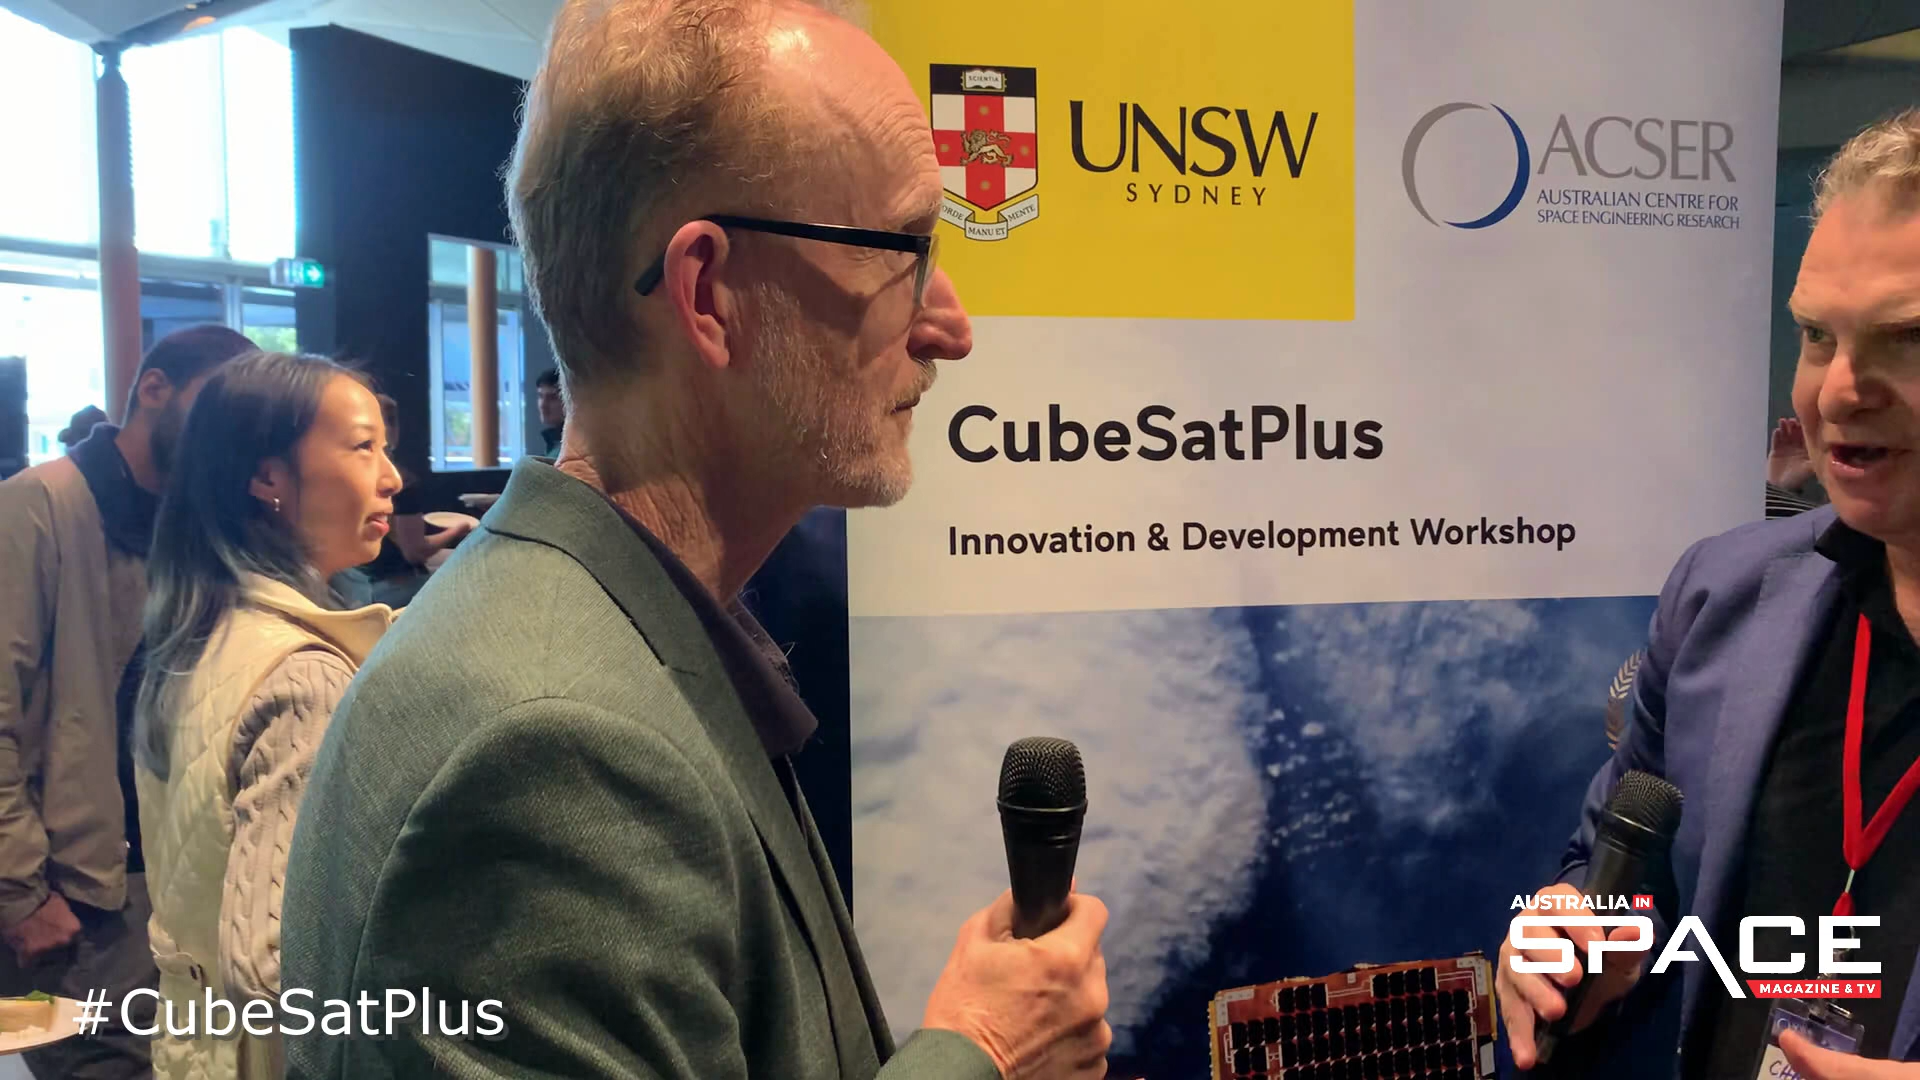 SCIENTIA
MENTE
MANU ET
UNSW
SYDNEY
ACSER
AUSTRALIAN CENTRE FOR
SPACE ENGINEERING RESEARCH
CubeSatPlus
Innovation & Development Workshop
#CubeSatPlus
AUSTRALIA IN
SPACE
MAGAZINE & TV